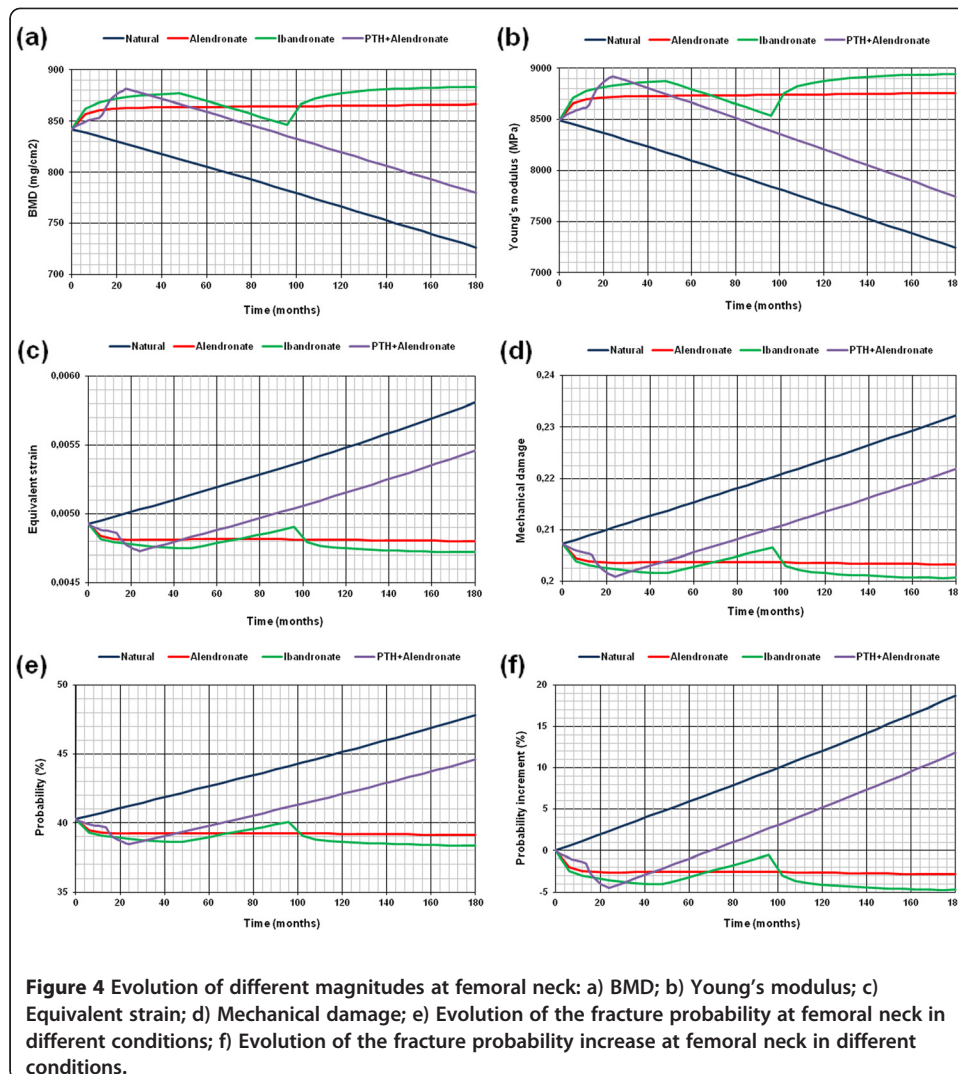 (a)
Natural Alendronate Ibandronate PTH+Alendronate
BMD (mg/cm2)
900
850
800
750
700
0 20 40 60 80 100 120 140 160 180
Time (months)
(b)
Natural Alendronate Ibandronate PTH+Alendronate
Young's modulus (MPa)
9000
8500
8000
7500
7000
0 20 40 60 80 100 120 140 160 180
Time (months)
(c)
Natural Alendronate Ibandronate PTH+Alendronate
Equivalent strain
0,0060
0,0055
0,0050
0,0045
0 20 40 60 80 100 120 140 160 180
Time (months)
(d)
Natural Alendronate Ibandronate PTH+Alendronate
Mechanical damage
0,24
0,23
0,22
0,21
0,2
0 20 40 60 80 100 120 140 160 180
Time (months)
(e)
Natural Alendronate Ibandronate PTH+Alendronate
Probability (%)
50
45
40
35
0 20 40 60 80 100 120 140 160 180
Time (months)
(f)
Natural Alendronate Ibandronate PTH+Alendronate
Probability increment (%)
20
15
10
5
0
-5
0 20 40 60 80 100 120 140 160 180
Time (months)
Figure 4 Evolution of different magnitudes at femoral neck: a) BMD; b) Young's modulus; c)
Equivalent strain; d) Mechanical damage; e) Evolution of the fracture probability at femoral neck in
different conditions; f) Evolution of the fracture probability increase at femoral neck in different
conditions.